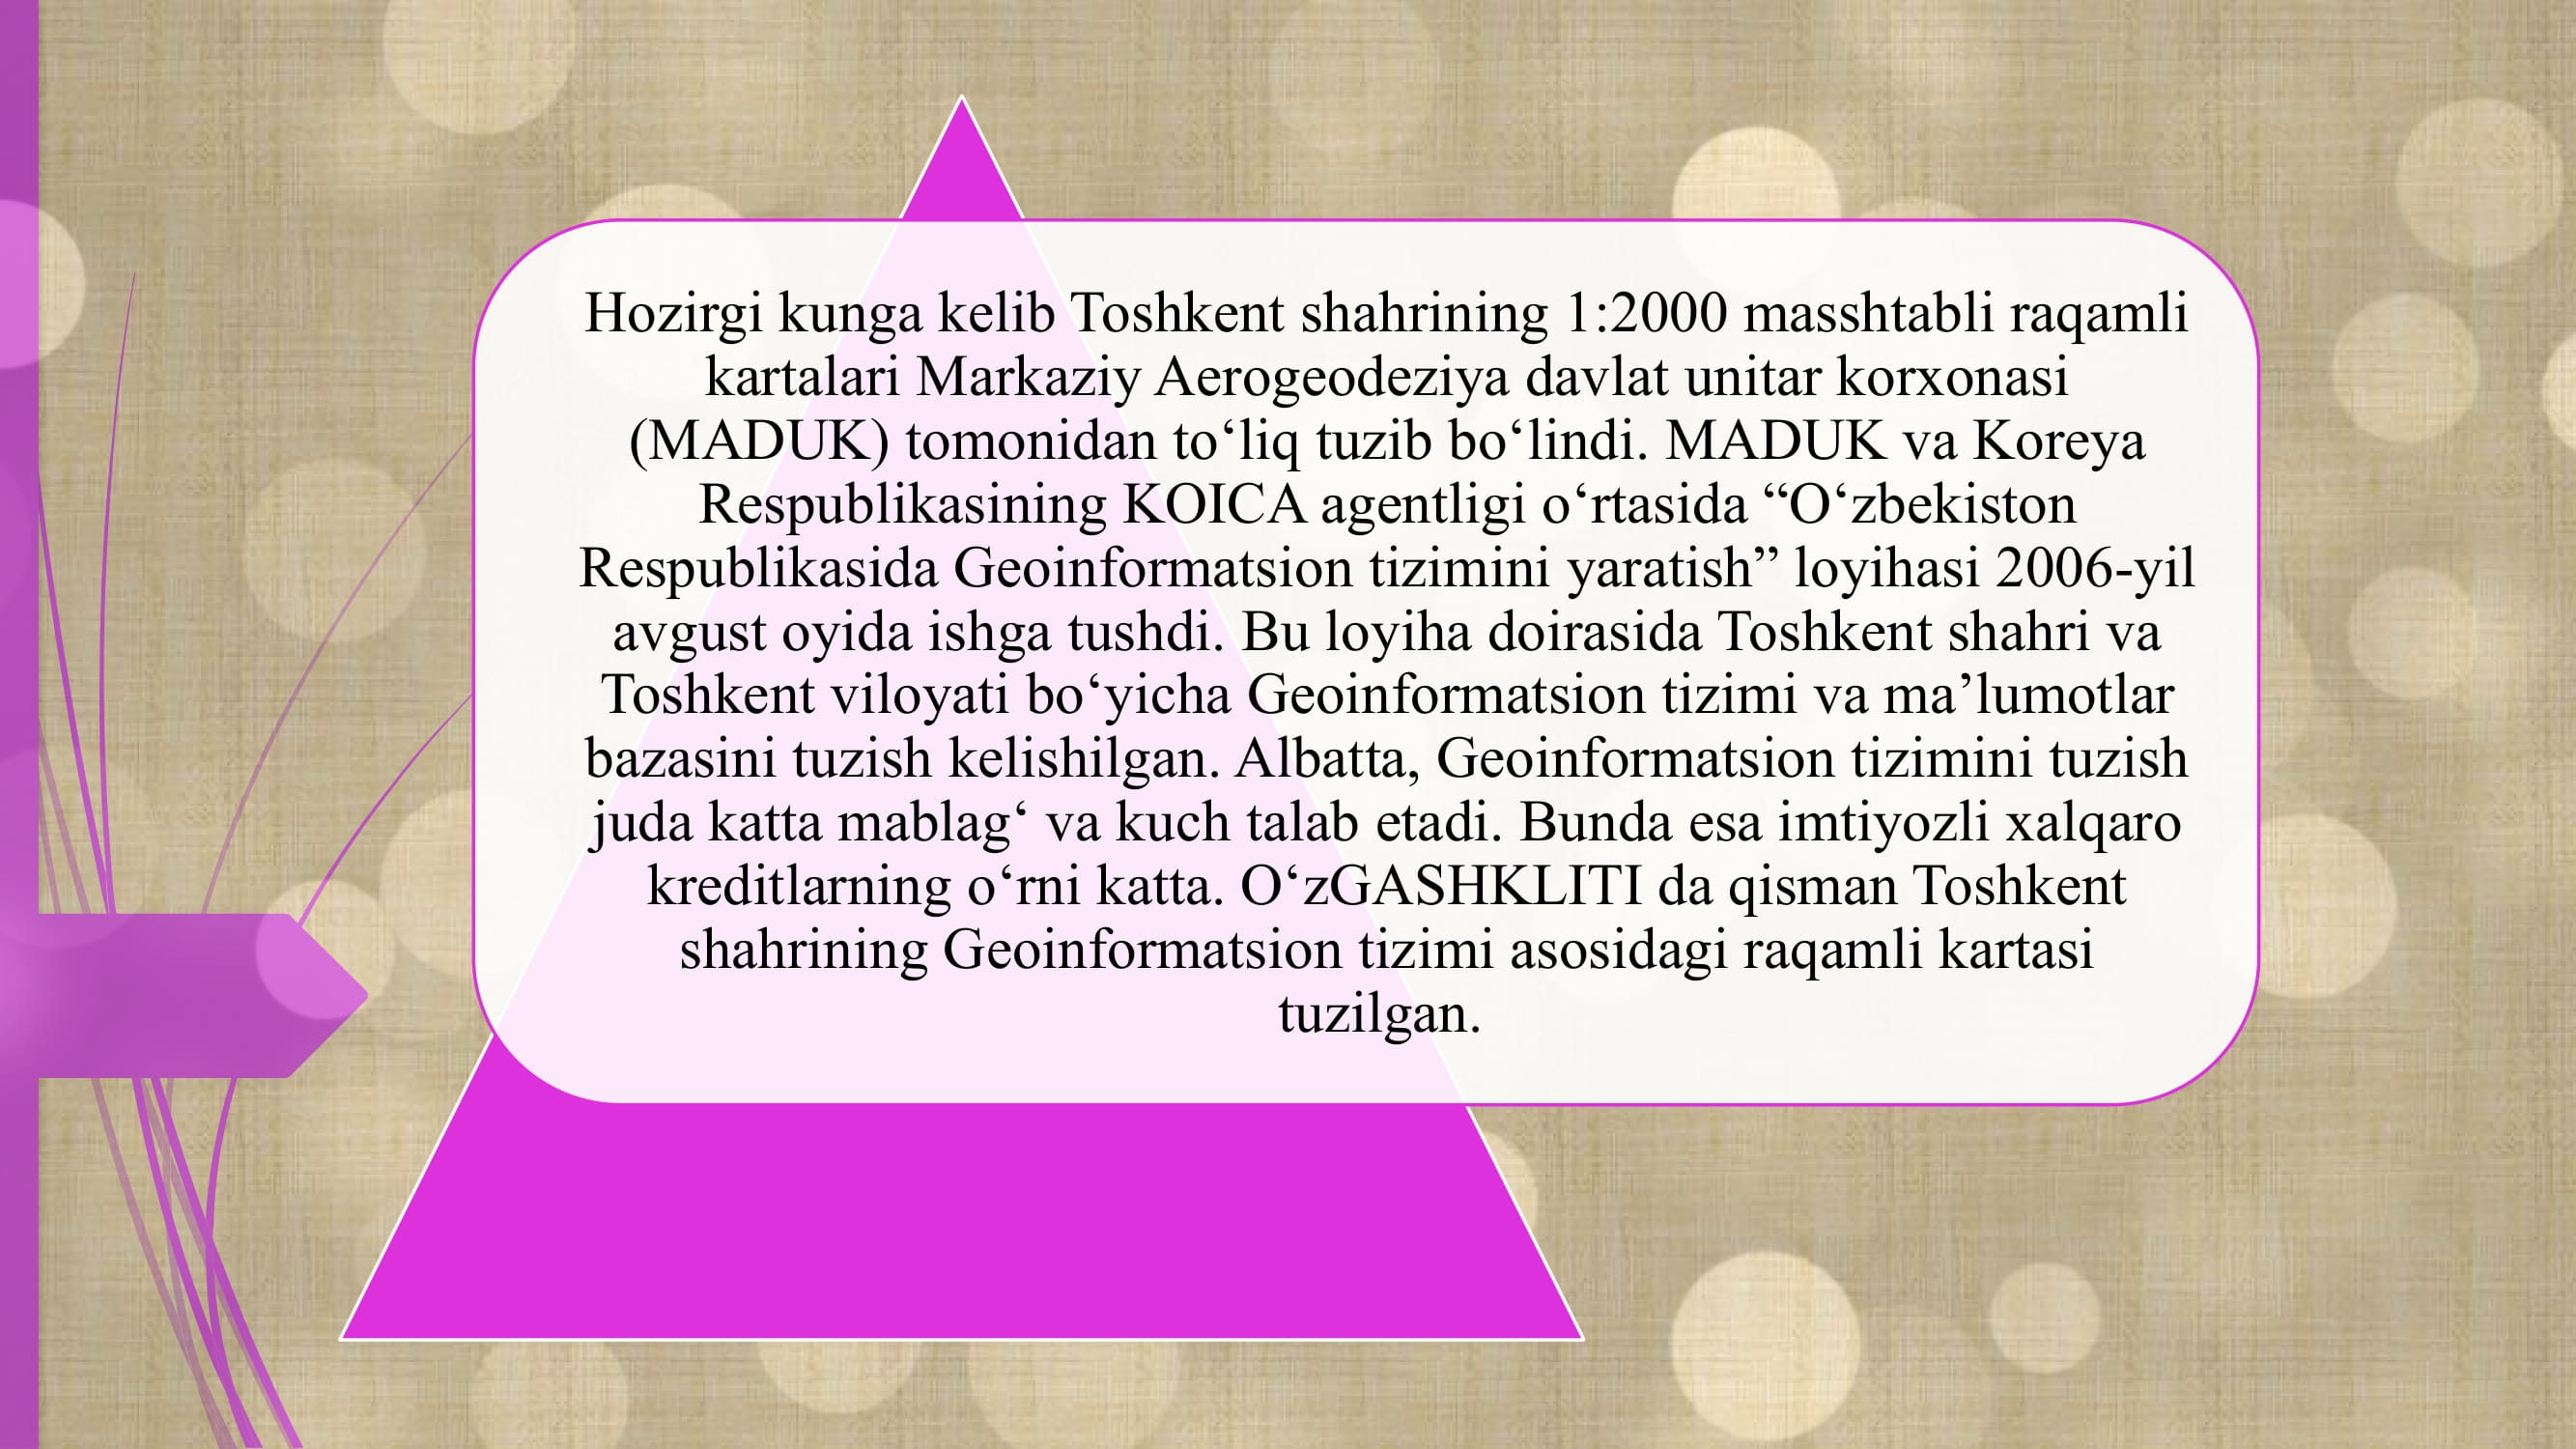 Hozirgi kunga kelib Toshkent shahrining 1:2000 masshtabli raqamli
kartalari Markaziy Aerogeodeziya davlat unitar korxonasi
(MADUK) tomonidan to‘liq tuzib bo‘lindi. MADUK va Koreya
Respublikasining KOICA agentligi o‘rtasida “O‘zbekiston
Respublikasida Geoinformatsion tizimini yaratish” loyihasi 2006-yil
avgust oyida ishga tushdi. Bu loyiha doirasida Toshkent shahri va
Toshkent viloyati bo‘yicha Geoinformatsion tizimi va ma’lumotlar
bazasini tuzish kelishilgan. Albatta, Geoinformatsion tizimini tuzish
juda katta mablag‘ va kuch talab etadi. Bunda esa imtiyozli xalqaro
kreditlarning o‘rni katta. O‘zGASHKLITI da qisman Toshkent
shahrining Geoinformatsion tizimi asosidagi raqamli kartasi
tuzilgan.